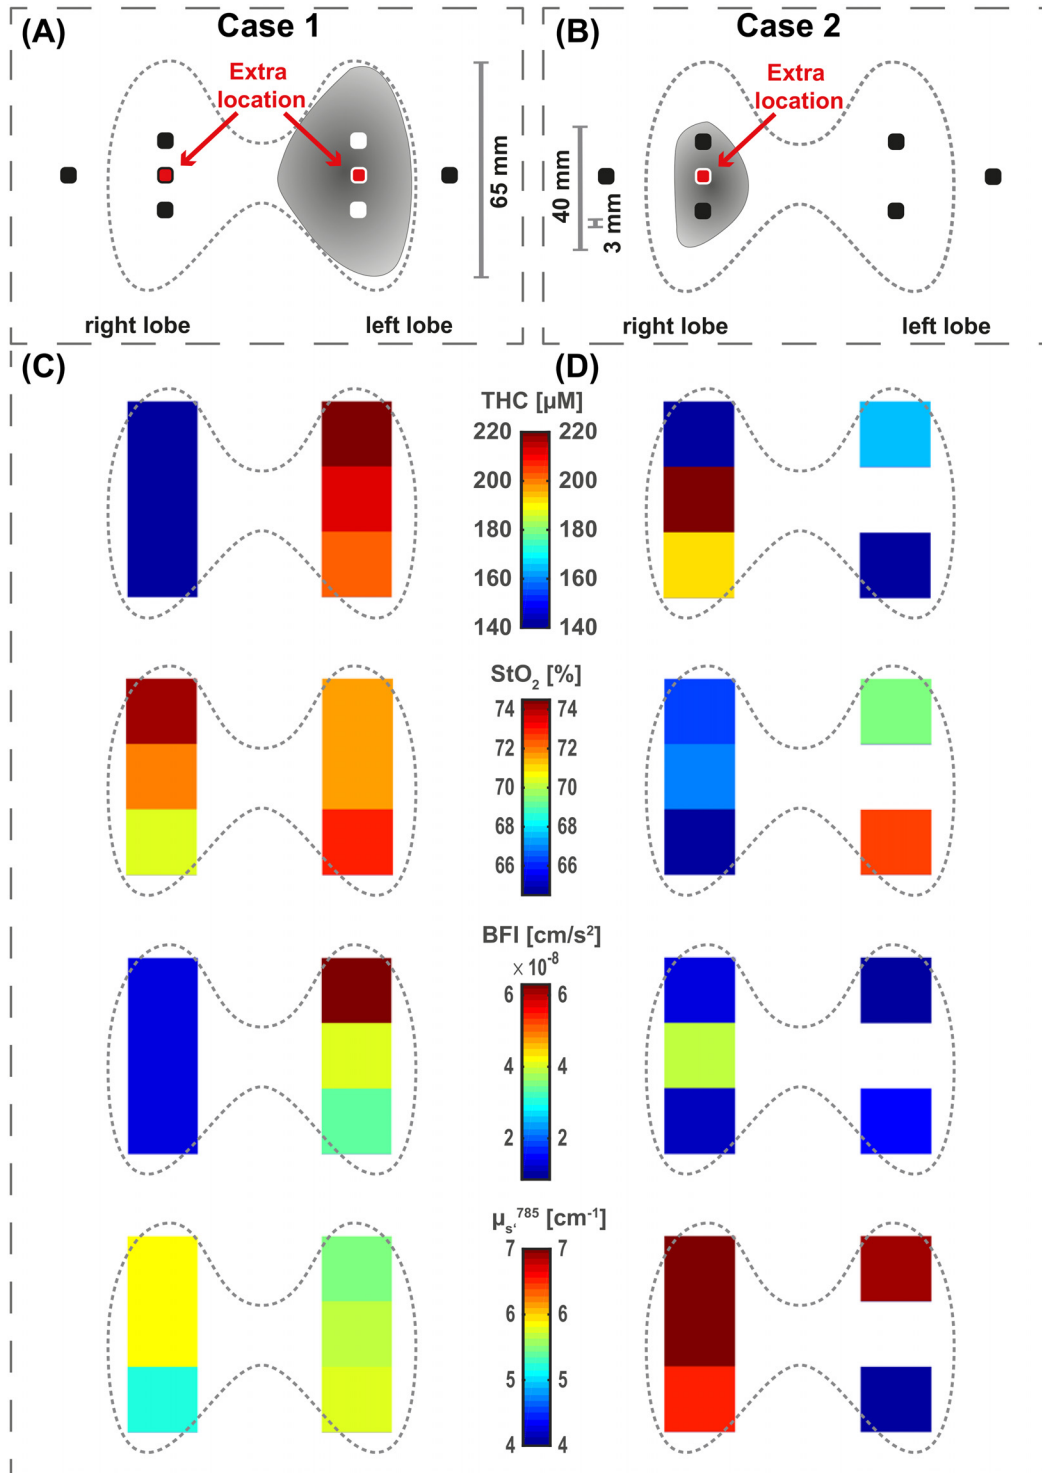 (A)
Case 1
Extra
location
65 mm
right lobe
left lobe
(B)
Case 2
Extra
location
40 mm
3 mm
right lobe
left lobe
(C)
(D)
THC [μM]
220 220
200 200
180 180
160 160
140 140
StO₂ [%]
74 74
72 72
70 70
68 68
66 66
BFI [cm/s²]
× 10⁻⁸
6 6
4 4
2 2
μₛ‘⁷⁸⁵ [cm⁻¹]
7 7
6 6
5 5
4 4